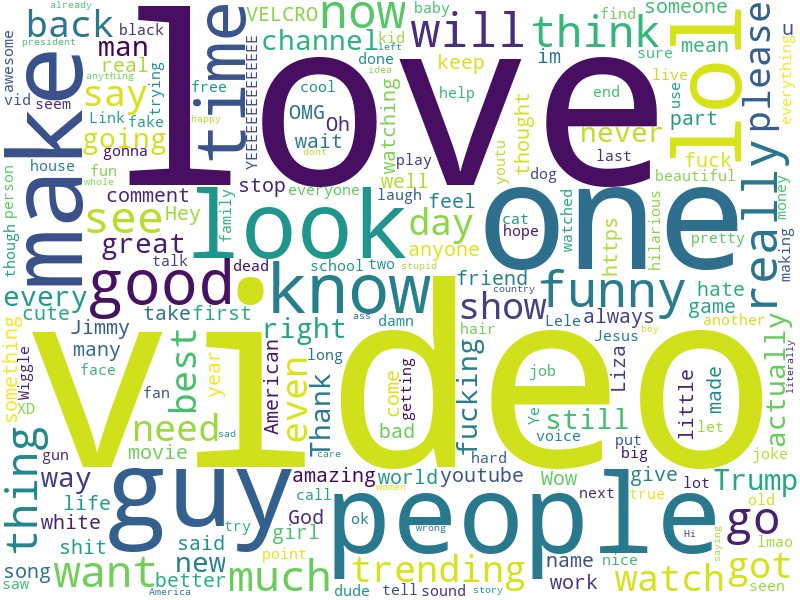 already
president
awesome
back
black
man
real
anything
vid
seem
trying
make
say
Link
fake
going
gonna
time
VELCRO
baby
channel
kid
left
done
idea
free
cool
happy
OMG
Oh
wait
dont
YEEEEEEEEEEEEE
love
now
will
think
someone
find
mean
im
keep
sure
help
watching
end
live
use
everything
u
lol
please
never
part
thought
youtu
last
fuck
beautiful
play
well
dog
house
fun
whole
person
though
comment
stop
everyone
laugh
feel
cat
hope
watched
https
hilarious
pretty
money
making
see
Hey
family
look
day
anyone
one
really
great
talk
dead
school
two
stupid
good
know
country
friend
funny
hate
game
another
every
cute
take
first
ass
damn
show
always
Lele
Jesus
boy
actually
literally
something
Jimmy
many
Wiggle
face
XD
fan
best
year
right
long
American
even
Thank
hair
come
getting
bad
fucking
video
job
Ye
voice
still
Liza
put
big
little
made
let
joke
thing
need
sad
movie
gun
way
life
white
shit
guy
amazing
care
world
women
youtube
hard
Wow
next
give
true
lot
Trump
old
call
God
girl
try
point
ok
people
wrong
Hi
saying
go
lmao
song
said
new
saw
want
better
America
much
dude
trending
tell
sound
story
name
work
nice
watch
seen
got